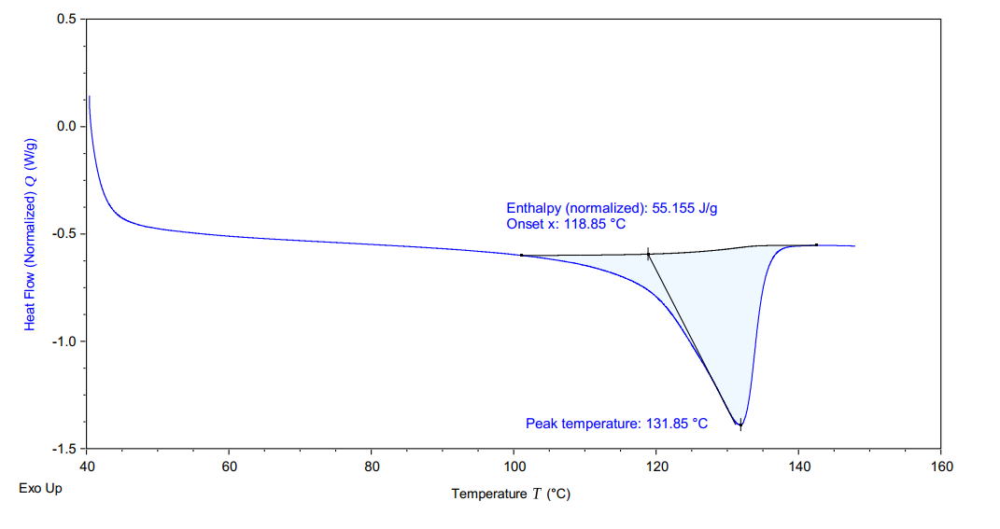 0.5
0.0
-0.5
-1.0
-1.5
Heat Flow (Normalized) Q (W/g)
Enthalpy (normalized): 55.155 J/g
Onset x: 118.85 °C
Peak temperature: 131.85 °C
40 60 80 100 120 140 160
Exo Up
Temperature T (°C)